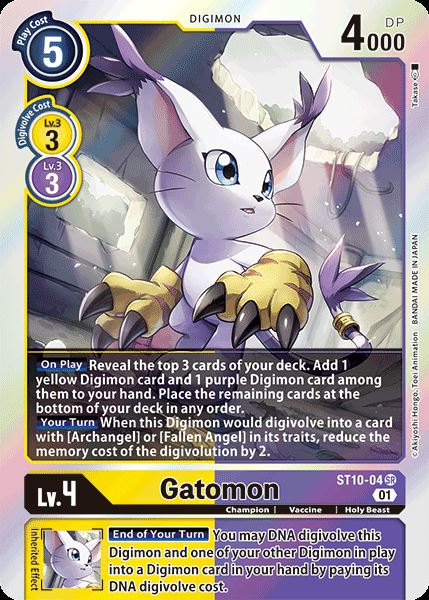 Play Cost
5
DIGIMON
DP
4000
Digivolve Cost
Lv.3
3
Lv.3
3
Takase
©Akiyoshi Hongo, Toei Animation BANDAI MADE IN JAPAN
On Play Reveal the top 3 cards of your deck. Add 1
yellow Digimon card and 1 purple Digimon card among
them to your hand. Place the remaining cards at the
bottom of your deck in any order.
Your Turn When this Digimon would digivolve into a card
with [Archangel] or [Fallen Angel] in its traits, reduce the
memory cost of the digivolution by 2.
Lv.4
Gatomon
ST10-04 SR
01
Champion | Vaccine | Holy Beast
Inherited Effect
End of Your Turn You may DNA digivolve this
Digimon and one of your other Digimon in play
into a Digimon card in your hand by paying its
DNA digivolve cost.